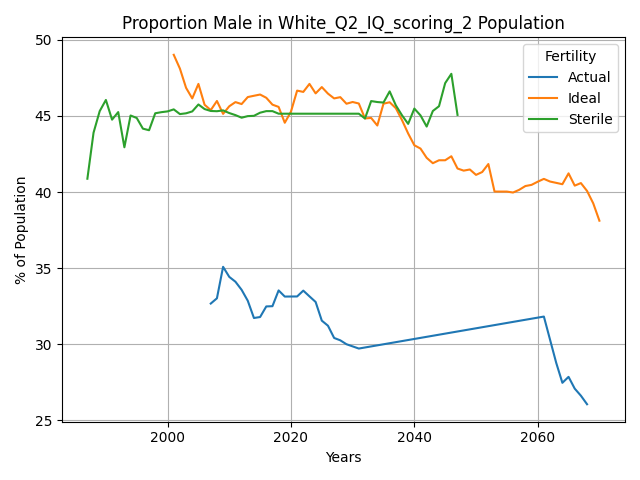 Proportion Male in White_Q2_IQ_scoring_2 Population
Fertility
Actual
Ideal
Sterile
% of Population
50
45
40
35
30
25
2000
2020
2040
2060
Years